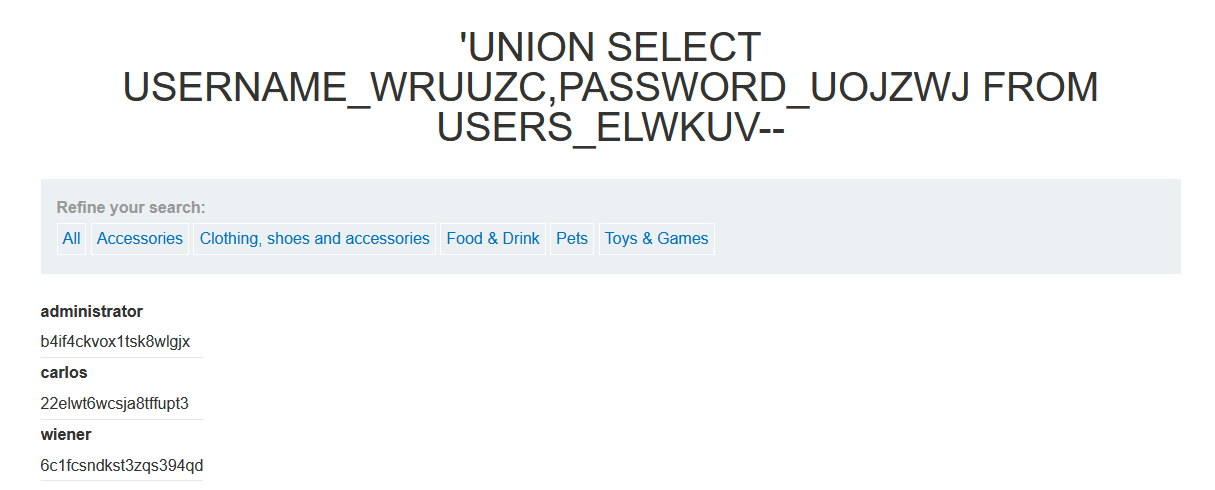 'UNION SELECT
USERNAME_WRUUZC,PASSWORD_UOJZWJ FROM
USERS_ELWKUV--
Refine your search:
All Accessories Clothing, shoes and accessories Food & Drink Pets Toys & Games
administrator
b4if4ckvox1tsk8wlgjx
carlos
22elwt6wcsja8tffupt3
wiener
6c1fcsndkst3zqs394qd